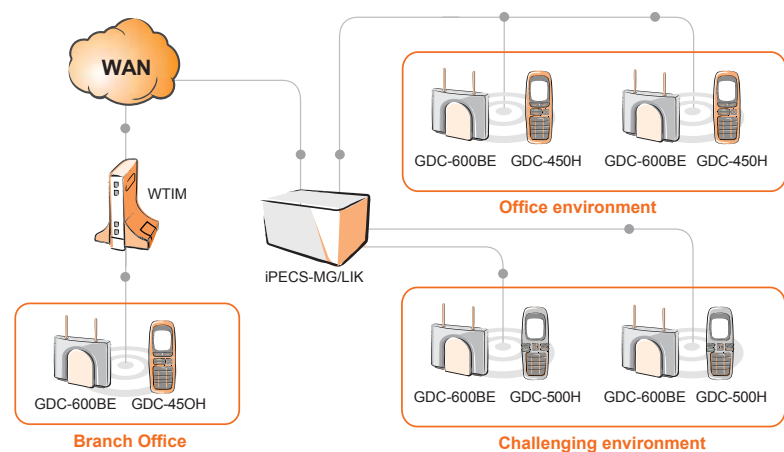 WAN
GDC-600BE GDC-450H GDC-600BE GDC-450H
WTIM
Office environment
iPECS-MG/LIK
GDC-600BE GDC-45OH
GDC-600BE GDC-500H GDC-600BE GDC-500H
Branch Office
Challenging environment